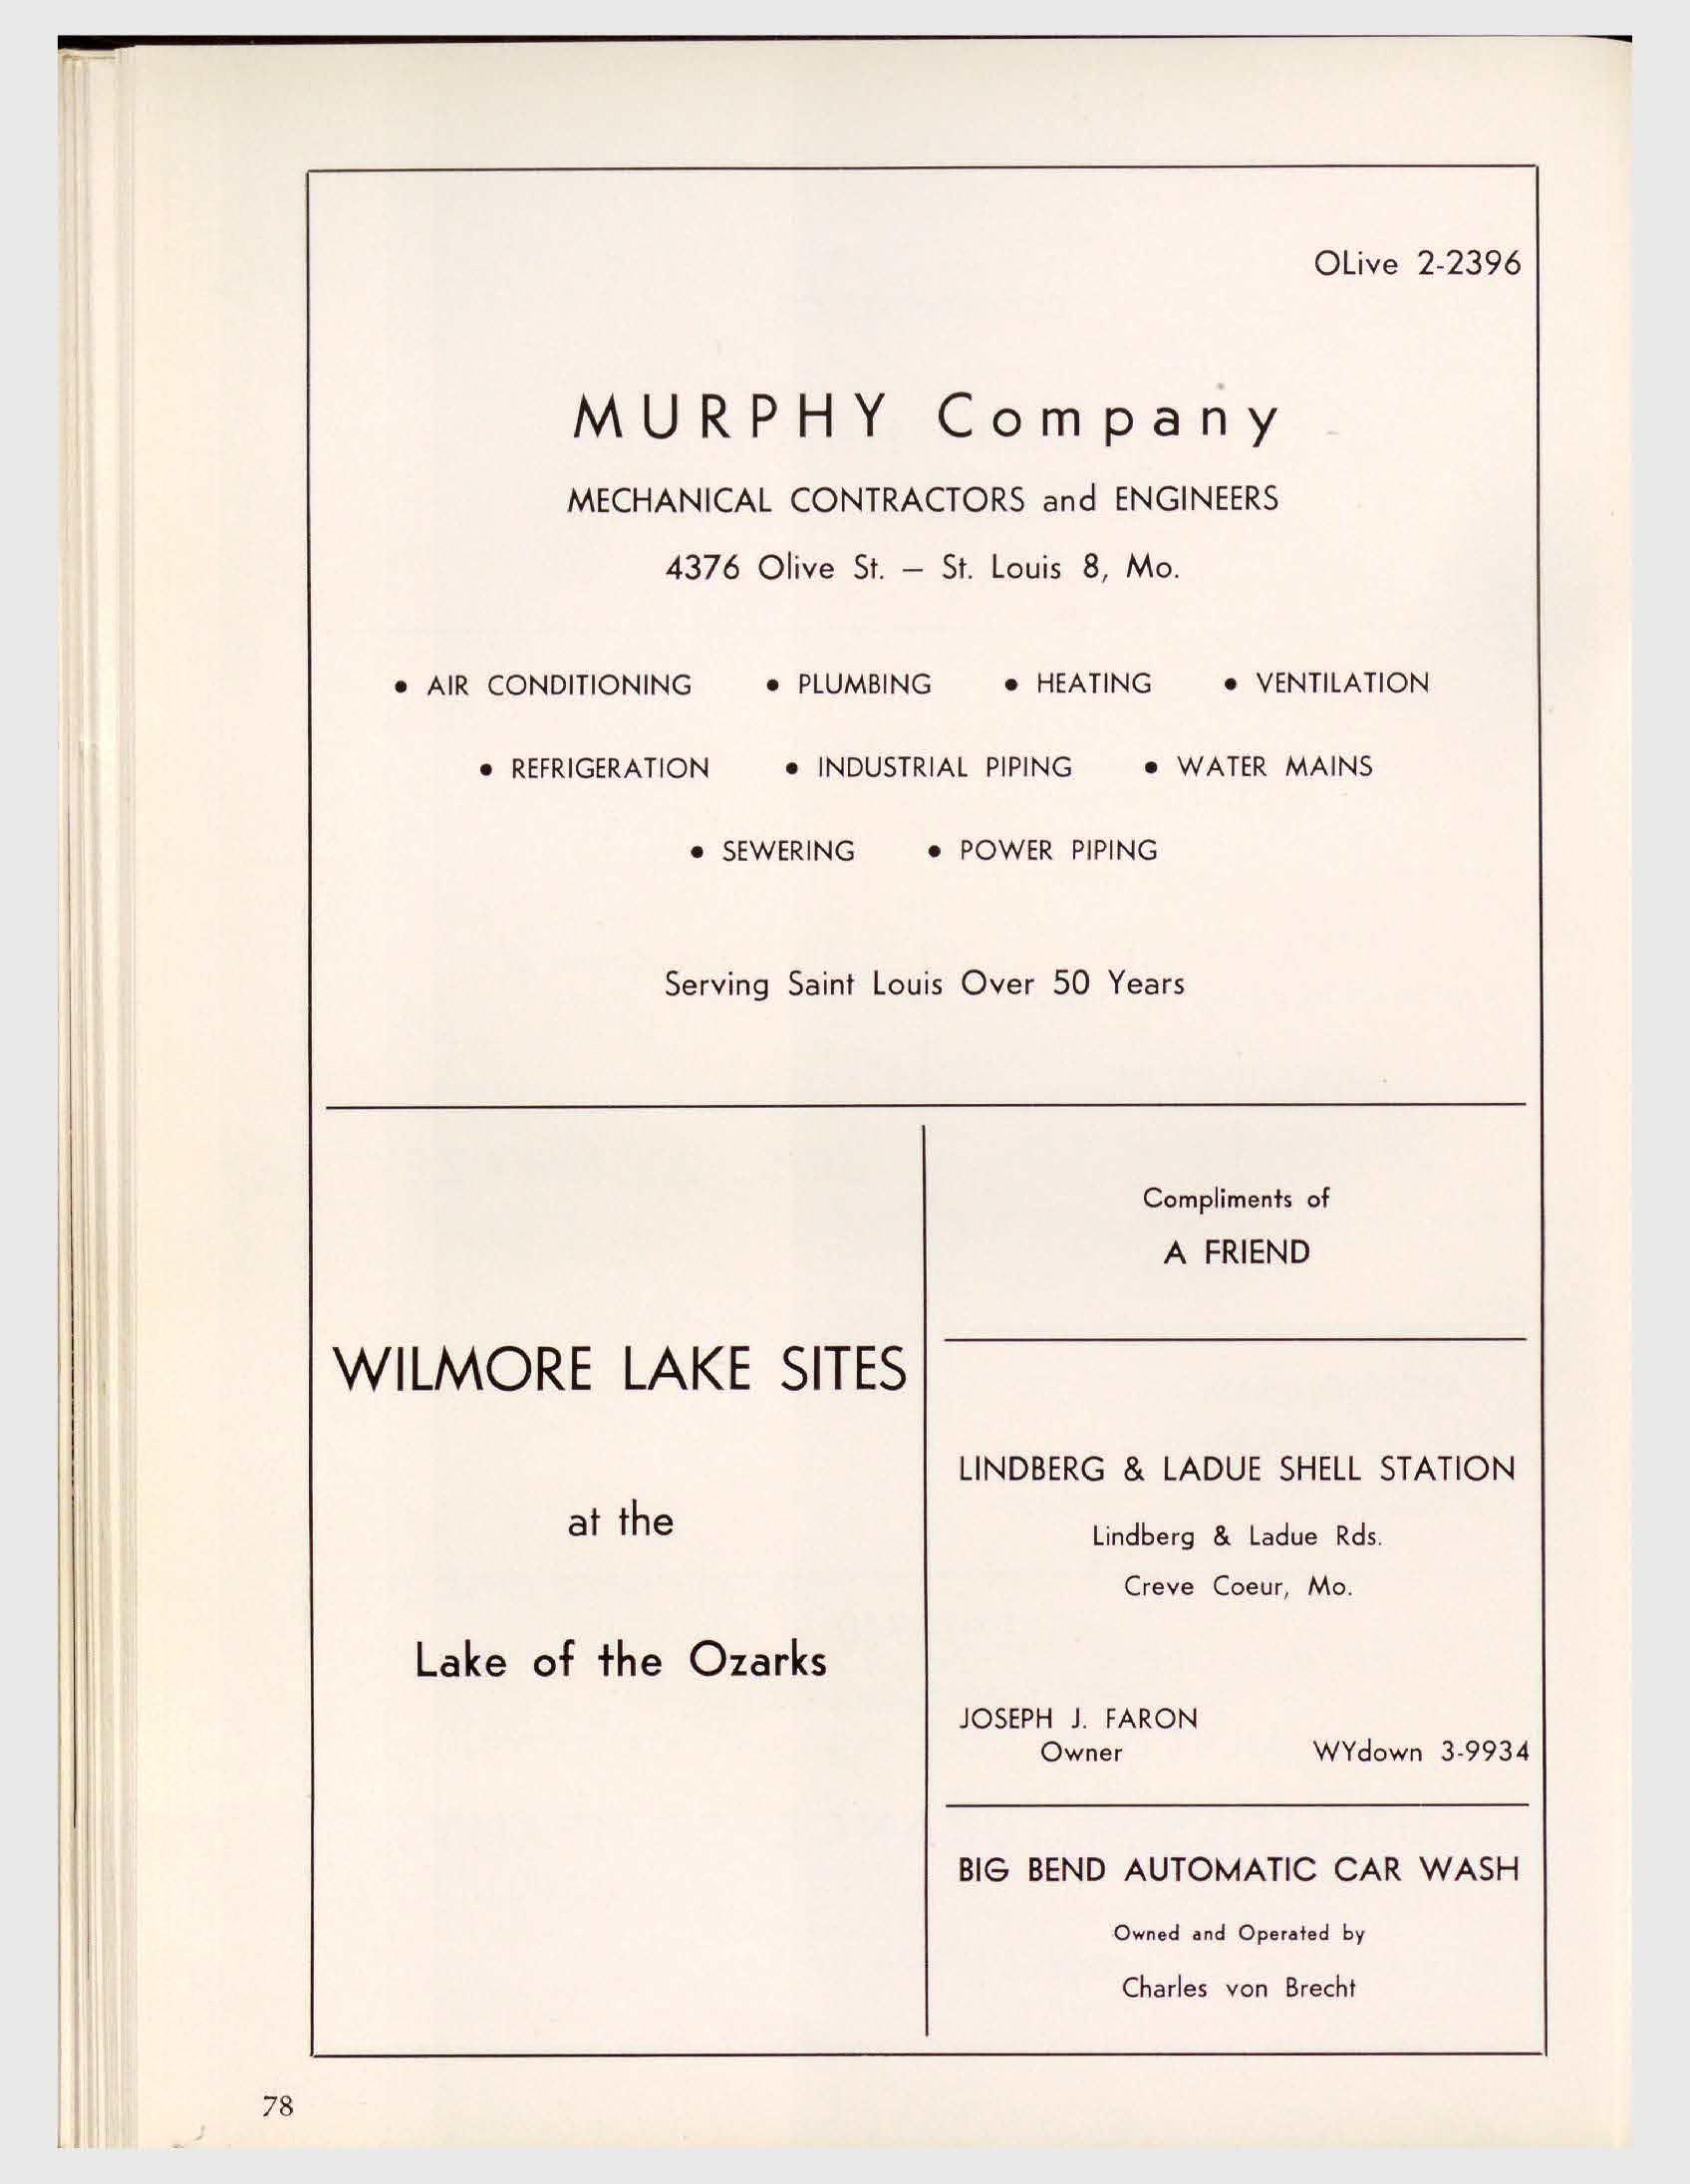 OLive 2-2396
MURPHY Company
MECHANICAL CONTRACTORS and ENGINEERS
4376 Olive St. — St. Louis 8, Mo.
• AIR CONDITIONING • PLUMBING • HEATING • VENTILATION
• REFRIGERATION • INDUSTRIAL PIPING • WATER MAINS
• SEWERING • POWER PIPING
Serving Saint Louis Over 50 Years
WILMORE LAKE SITES
at the
Lake of the Ozarks
Compliments of
A FRIEND
LINDBERG & LADUE SHELL STATION
Lindberg & Ladue Rds.
Creve Coeur, Mo.
JOSEPH J. FARON
Owner WYdown 3-9934
BIG BEND AUTOMATIC CAR WASH
Owned and Operated by
Charles von Brecht
78